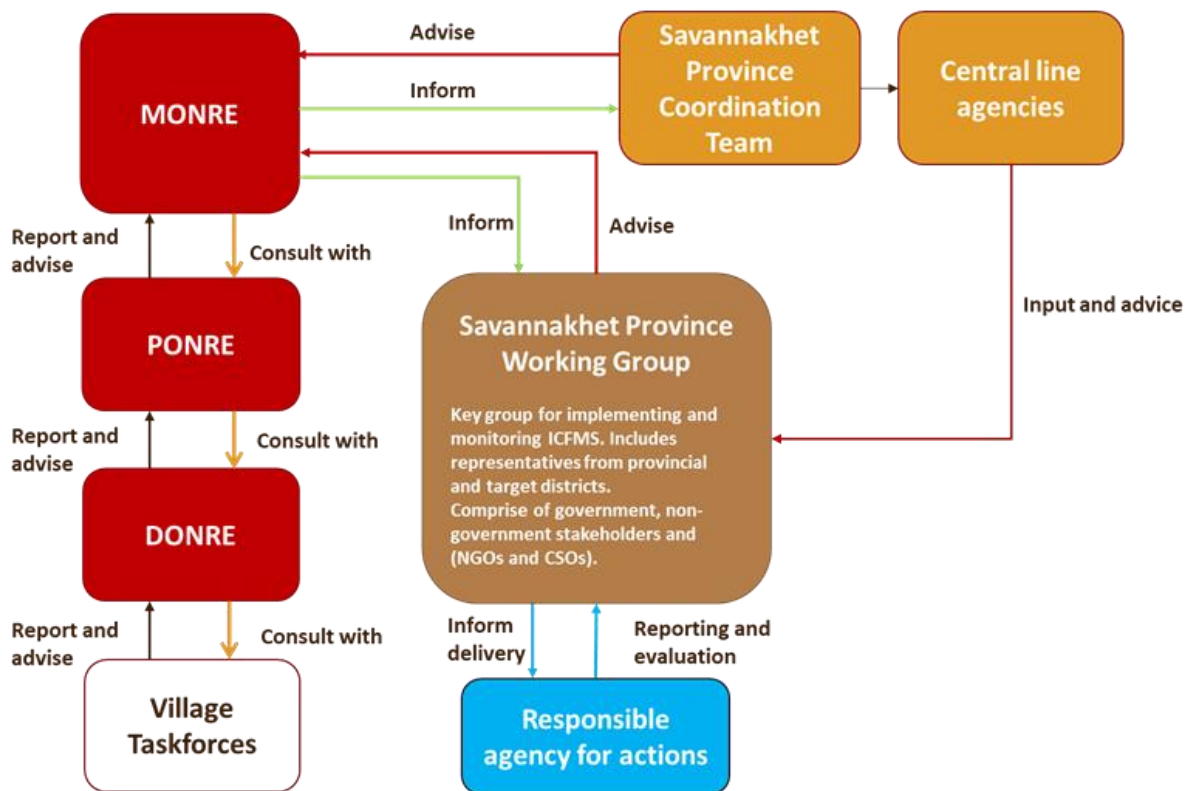 Advise
Savannakhet
Province
Coordination
Team
Central line
agencies
MONRE
Inform
Inform
Advise
Report and
advise
Consult with
Input and advice
PONRE
Savannakhet Province
Working Group
Key group for implementing and
monitoring ICFMS. Includes
representatives from provincial
and target districts.
Comprise of government, non-
government stakeholders and
(NGOs and CSOs).
Report and
advise
Consult with
DONRE
Report and
advise
Consult with
Inform
delivery
Reporting and
evaluation
Village
Taskforces
Responsible
agency for actions